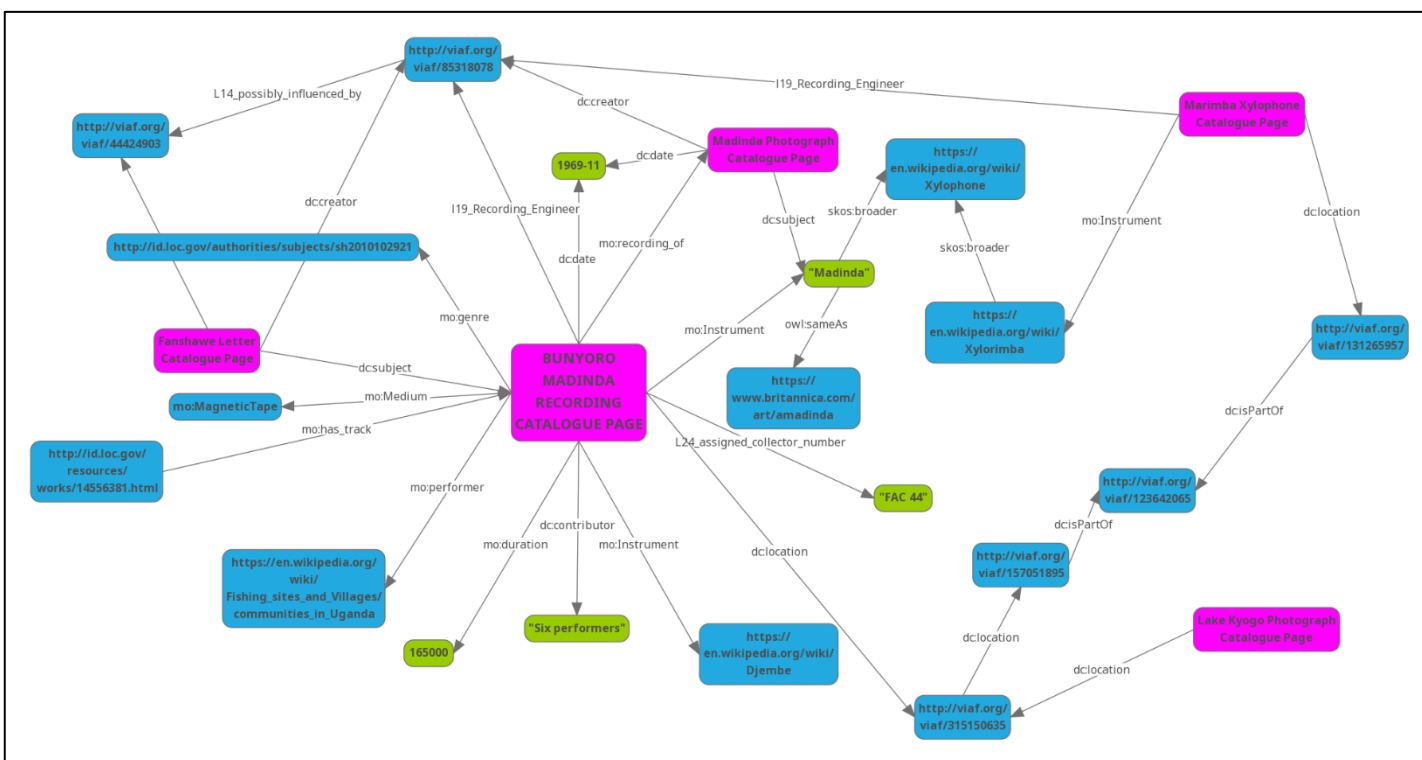 http://viaf.org/
viaf/85318078
L14_possibly_influenced_by
I19_Recording_Engineer
Marimba Xylophone
Catalogue Page
http://viaf.org/
viaf/44424903
dc:creator
Madinda Photograph
Catalogue Page
https://
en.wikipedia.org/wiki/
Xylophone
1969-11
dc:date
dc:creator
I19_Recording_Engineer
dc:subject
skos:broader
mo:Instrument
dc:location
http://id.loc.gov/authorities/subjects/sh2010102921
mo:recording_of
skos:broader
dc:date
"Madinda"
mo:genre
mo:Instrument
owl:sameAs
https://
en.wikipedia.org/wiki/
Xylorimba
http://viaf.org/
viaf/131265957
Fanshawe Letter
Catalogue Page
dc:subject
BUNYORO
MADINDA
RECORDING
CATALOGUE PAGE
https://
www.britannica.com/
art/amadinda
mo:MagneticTape
mo:Medium
mo:has_track
dc:isPartOf
L24_assigned_collector_number
http://id.loc.gov/
resources/
works/14556381.html
mo:performer
"FAC 44"
http://viaf.org/
viaf/123642065
dc:contributor
dc:isPartOf
mo:duration
mo:Instrument
dc:location
https://en.wikipedia.org/
wiki/
Fishing_sites_and_Villages/
communities_in_Uganda
http://viaf.org/
viaf/157051895
"Six performers"
165000
https://
en.wikipedia.org/wiki/
Djembe
dc:location
Lake Kyogo Photograph
Catalogue Page
dc:location
http://viaf.org/
viaf/315150635